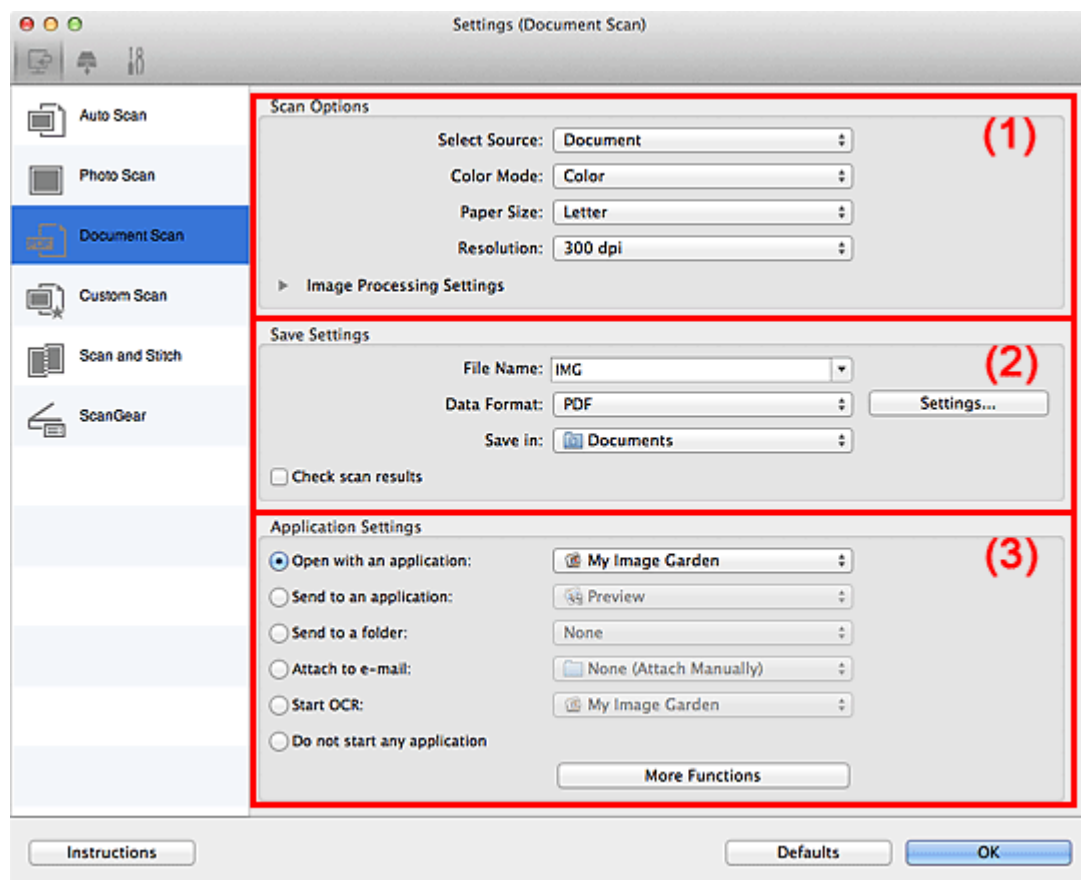 Settings (Document Scan)
Auto Scan
Photo Scan
Document Scan
Custom Scan
Scan and Stitch
ScanGear
Scan Options
(1)
Select Source: Document
Color Mode: Color
Paper Size: Letter
Resolution: 300 dpi
Image Processing Settings
Save Settings
(2)
File Name: IMG
Data Format: PDF Settings...
Save in: Documents
Check scan results
Application Settings
(3)
Open with an application: My Image Garden
Send to an application: Preview
Send to a folder: None
Attach to e-mail: None (Attach Manually)
Start OCR: My Image Garden
Do not start any application
More Functions
Instructions Defaults OK